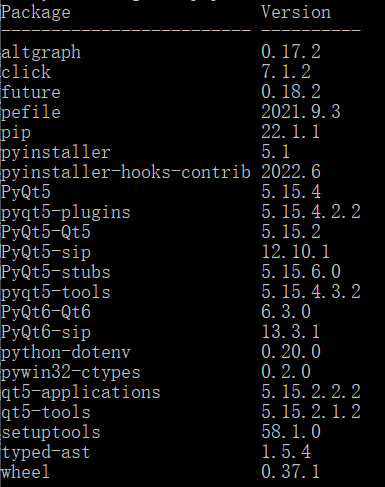 Package Version
------------------------- ----------
altgraph 0.17.2
click 7.1.2
future 0.18.2
pefile 2021.9.3
pip 22.1.1
pyinstaller 5.1
pyinstaller-hooks-contrib 2022.6
PyQt5 5.15.4
pyqt5-plugins 5.15.4.2.2
PyQt5-Qt5 5.15.2
PyQt5-sip 12.10.1
PyQt5-stubs 5.15.6.0
pyqt5-tools 5.15.4.3.2
PyQt6-Qt6 6.3.0
PyQt6-sip 13.3.1
python-dotenv 0.20.0
pywin32-ctypes 0.2.0
qt5-applications 5.15.2.2.2
qt5-tools 5.15.2.1.2
setuptools 58.1.0
typed-ast 1.5.4
wheel 0.37.1